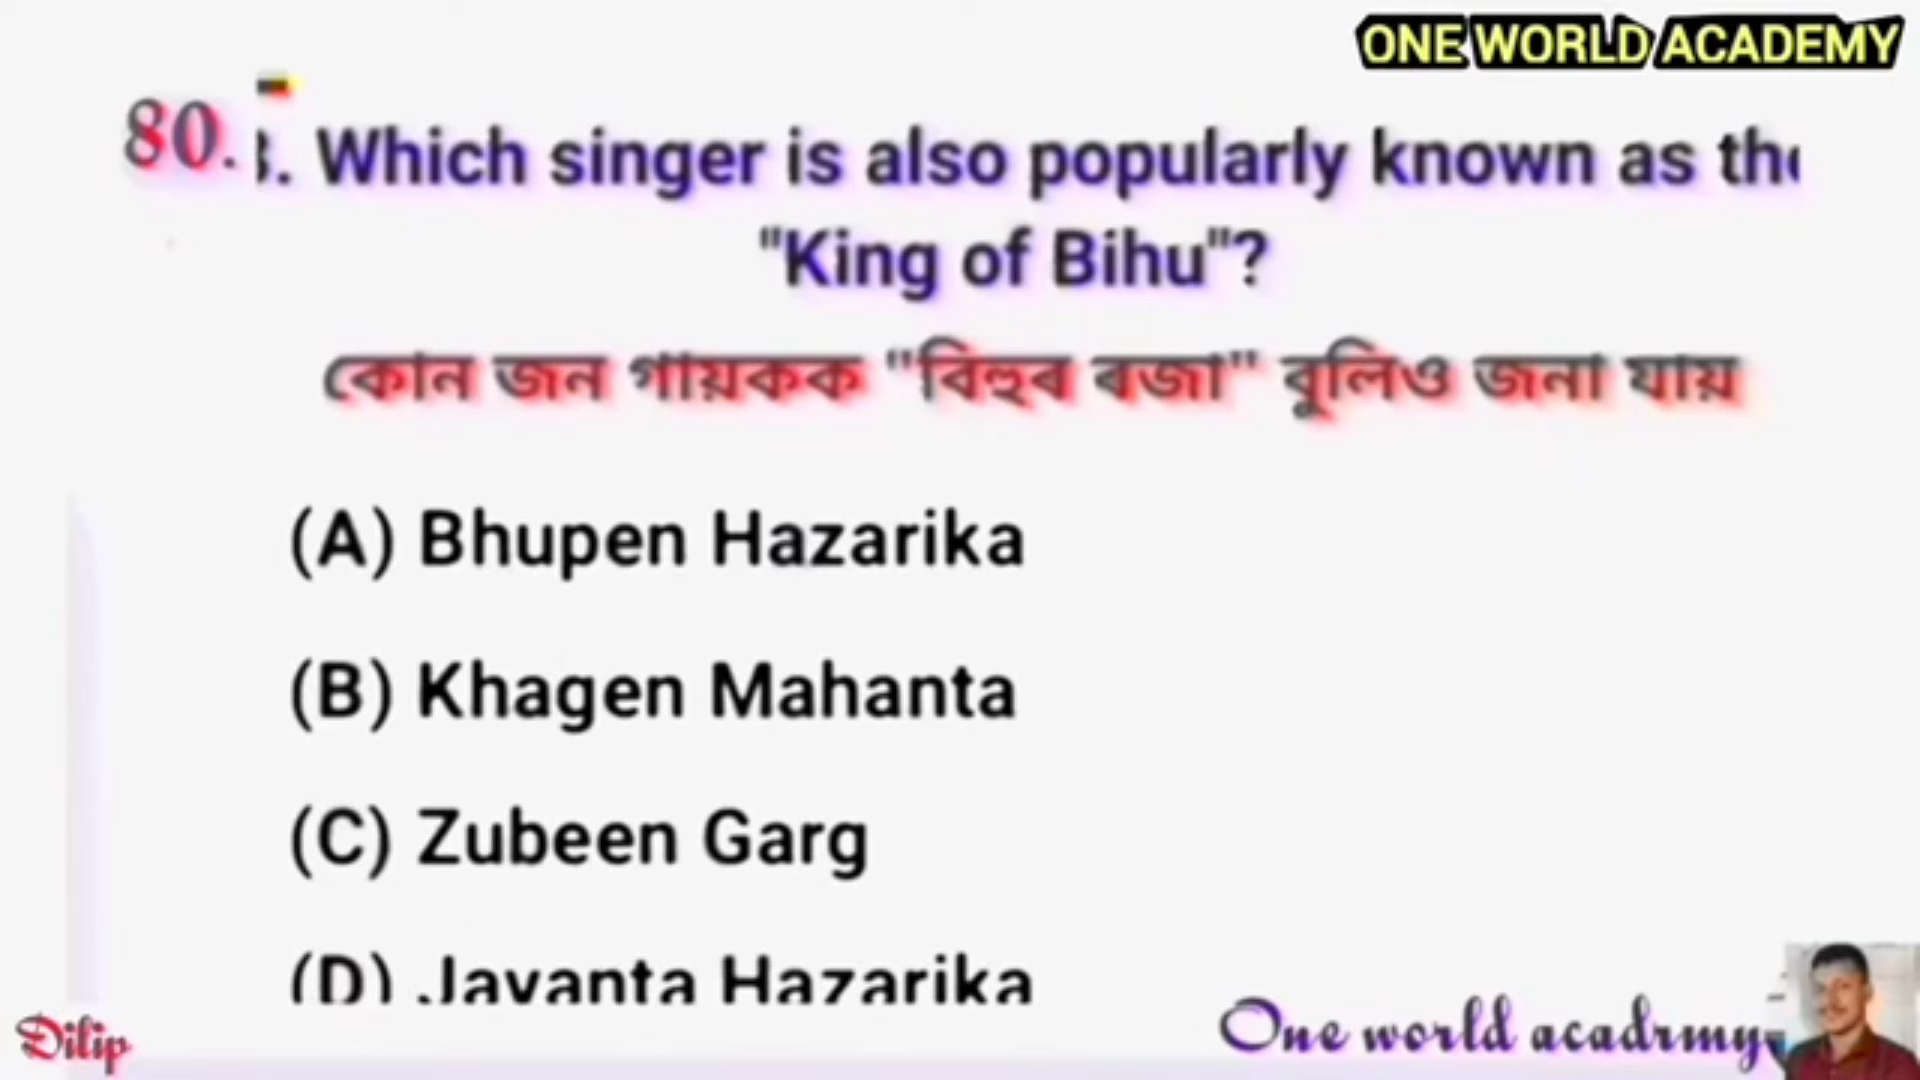 ONE WORLD ACADEMY
80. 3. Which singer is also popularly known as the
"King of Bihu"?
কোন জন গায়কক "বিহুৰ ৰজা" বুলিও জনা যায়
(A) Bhupen Hazarika
(B) Khagen Mahanta
(C) Zubeen Garg
(D) Jayanta Hazarika
Dilip
One world acadrmy